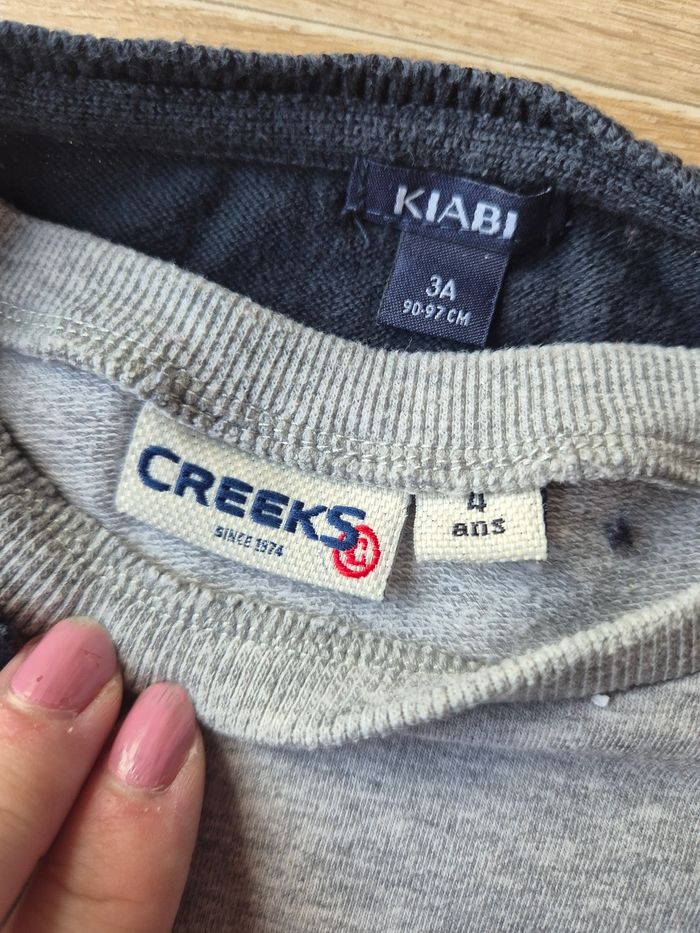 KIABI
3A
90-97 CM
CREEKS
SINCE 1974
4
ans